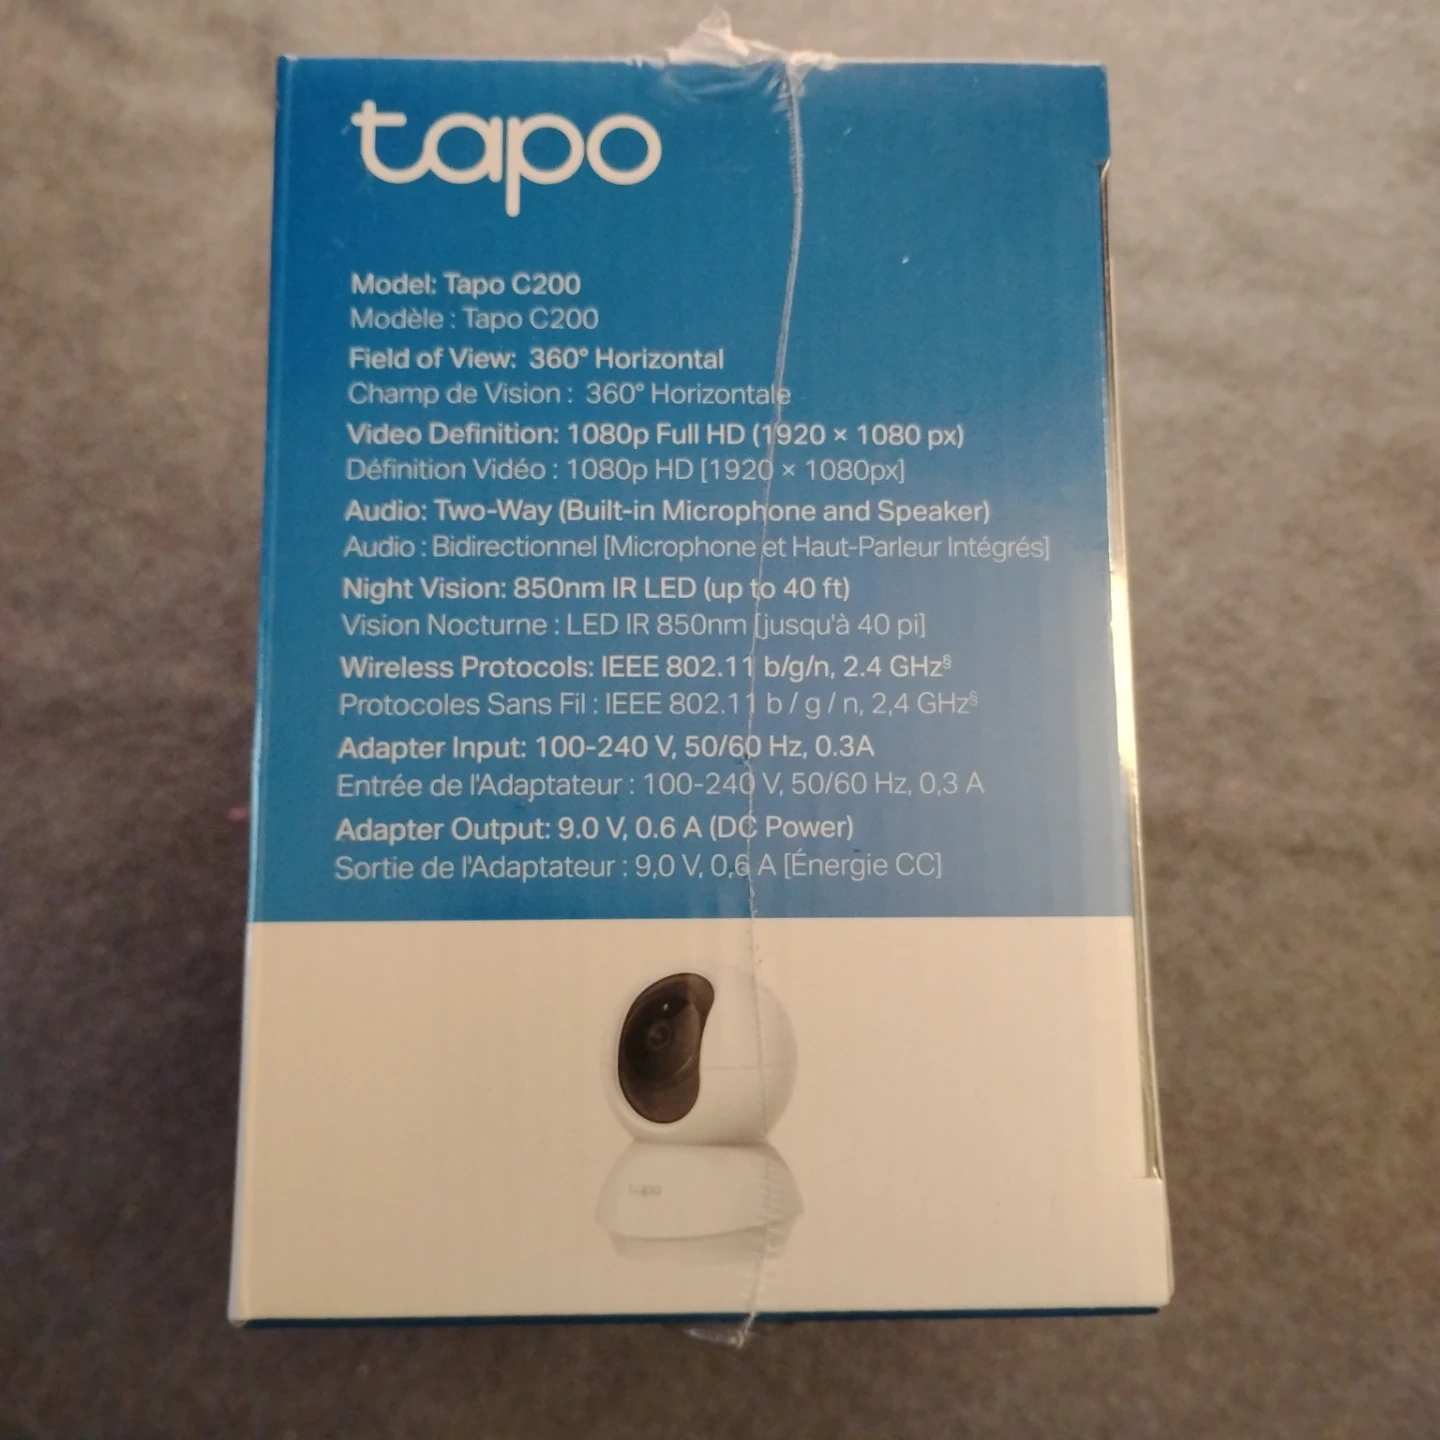 tapo
Model: Tapo C200
Modèle : Tapo C200
Field of View: 360° Horizontal
Champ de Vision : 360° Horizontale
Video Definition: 1080p Full HD (1920 × 1080 px)
Définition Vidéo : 1080p HD [1920 × 1080px]
Audio: Two-Way (Built-in Microphone and Speaker)
Audio : Bidirectionnel [Microphone et Haut-Parleur Intégrés]
Night Vision: 850nm IR LED (up to 40 ft)
Vision Nocturne : LED IR 850nm [jusqu'à 40 pi]
Wireless Protocols: IEEE 802.11 b/g/n, 2.4 GHz§
Protocoles Sans Fil : IEEE 802.11 b / g / n, 2,4 GHz§
Adapter Input: 100-240 V, 50/60 Hz, 0.3A
Entrée de l'Adaptateur : 100-240 V, 50/60 Hz, 0,3 A
Adapter Output: 9.0 V, 0.6 A (DC Power)
Sortie de l'Adaptateur : 9,0 V, 0,6 A [Énergie CC]
tapo